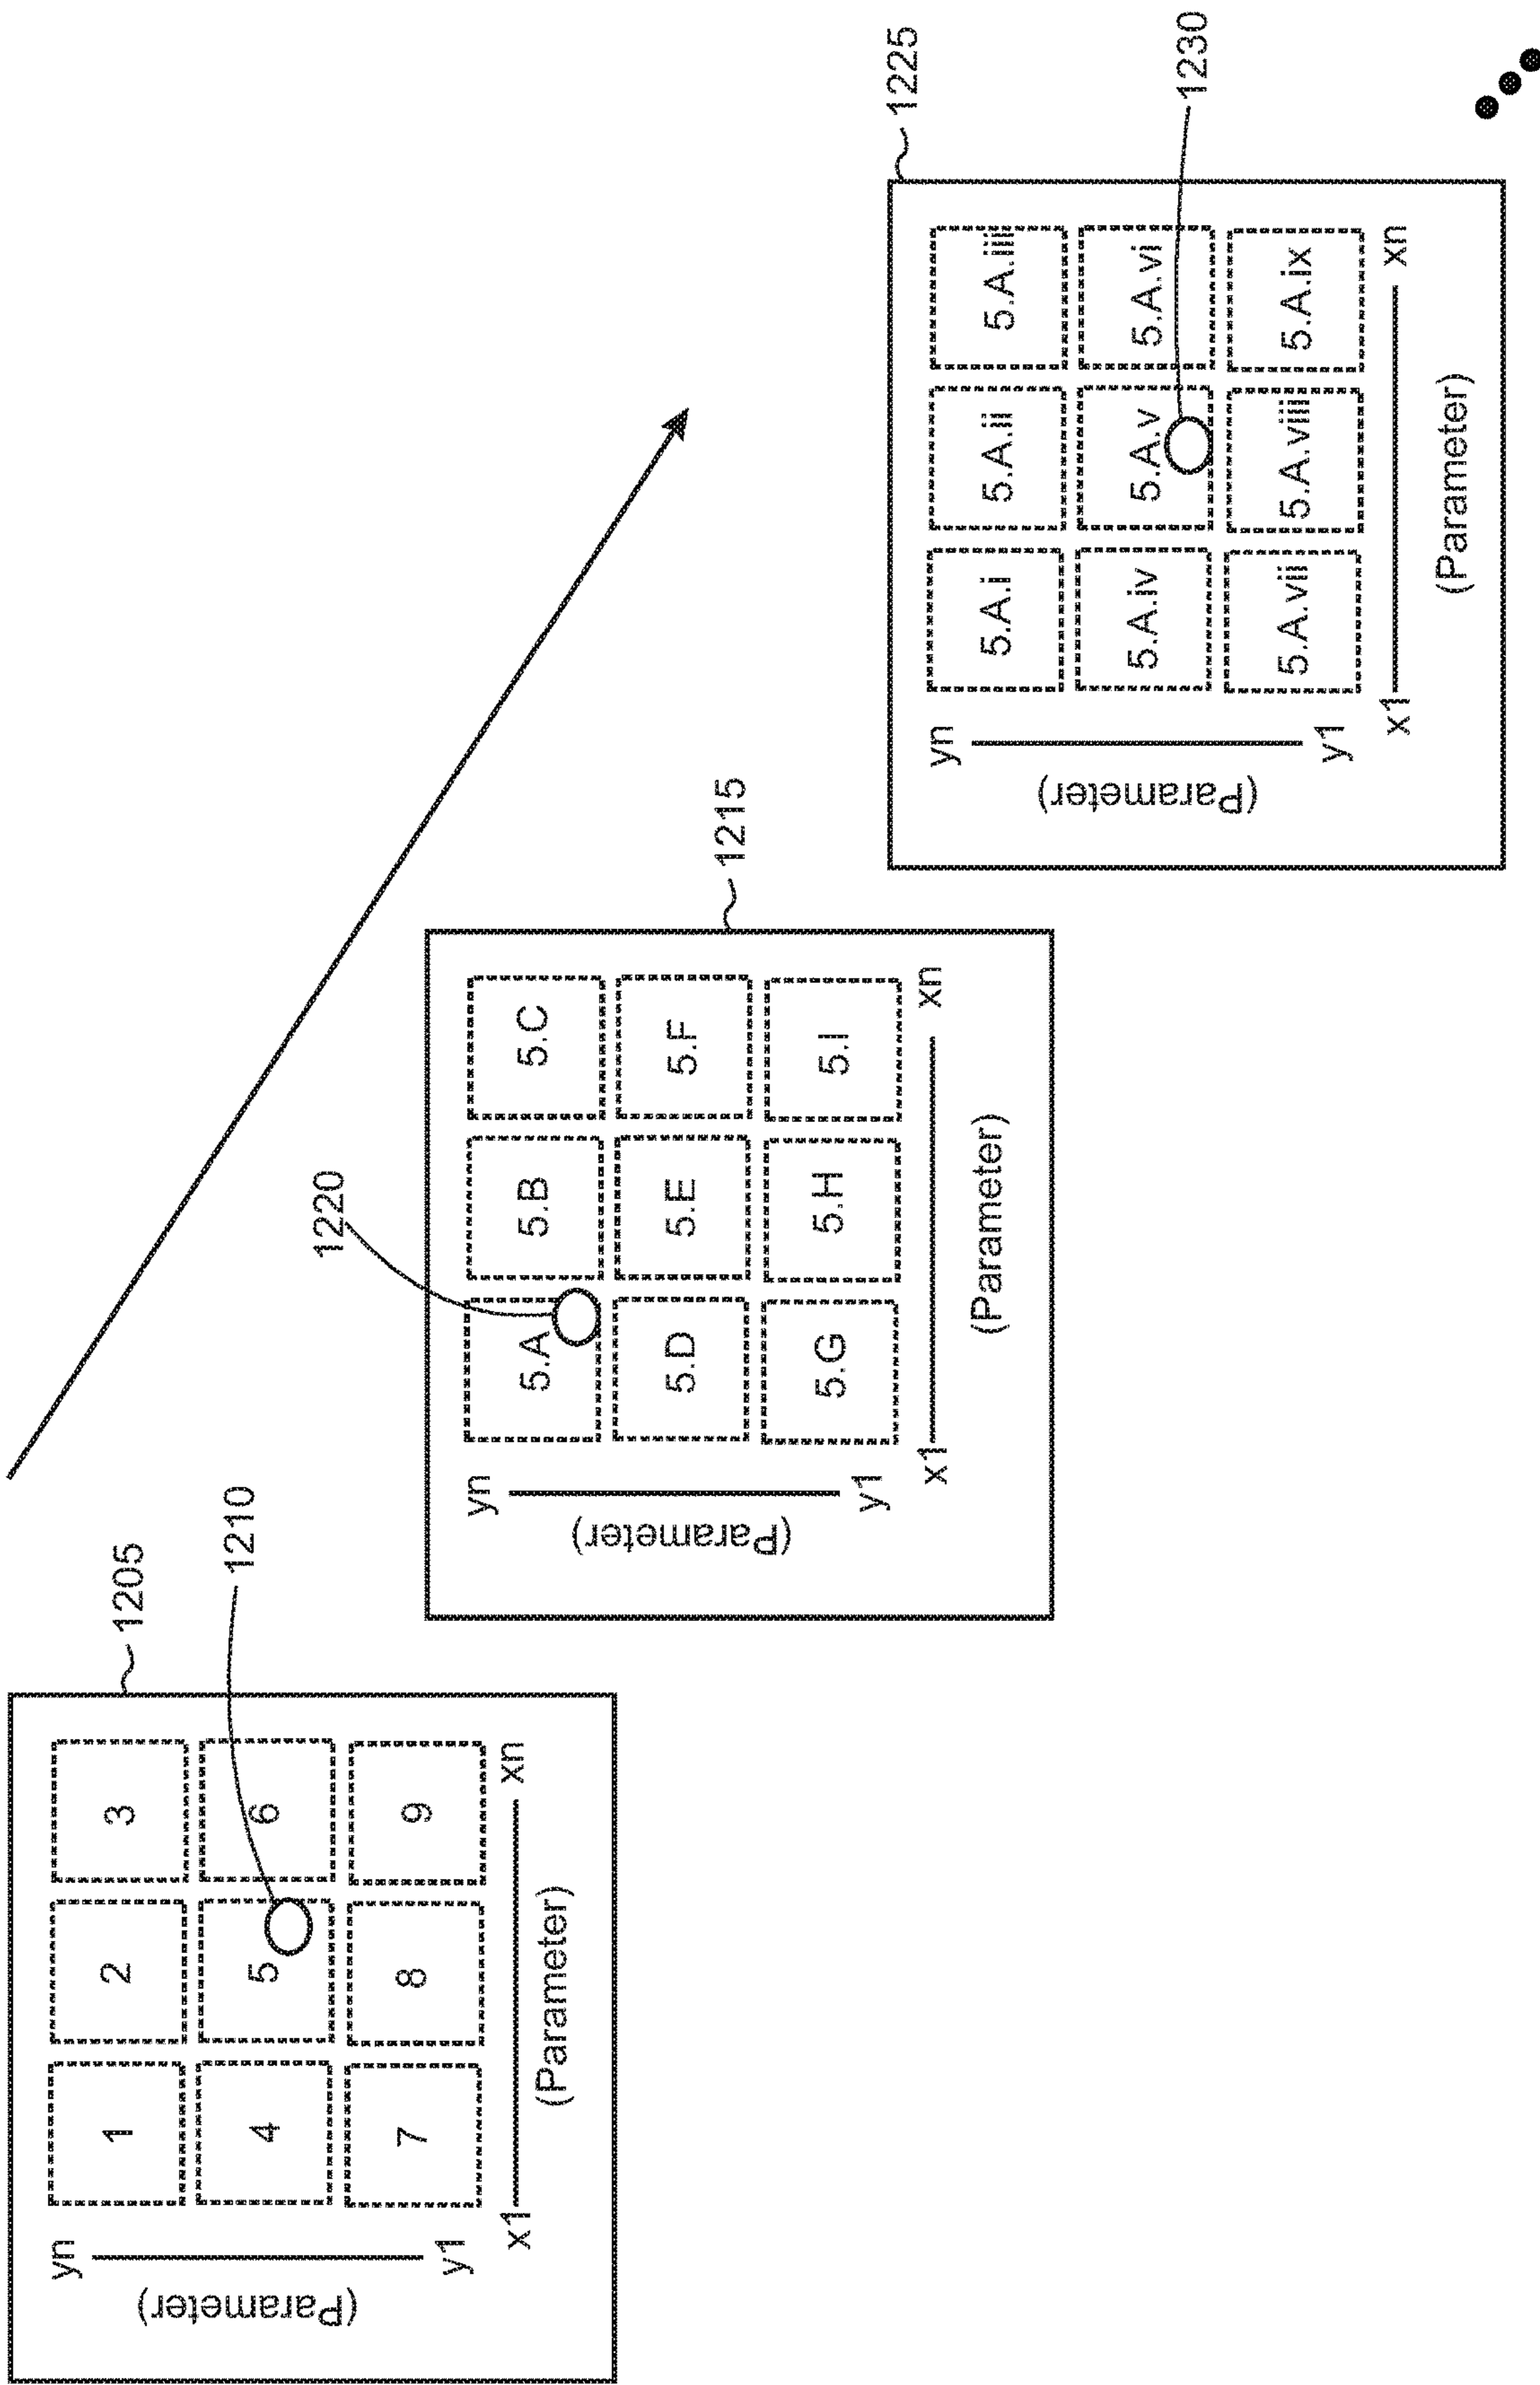 1205
1210
yn
(Parameter)
y1
1 2 3
4 5 6
7 8 9
x1 xn
(Parameter)
1215
1220
yn
(Parameter)
y1
5.A 5.B 5.C
5.D 5.E 5.F
5.G 5.H 5.I
x1 xn
(Parameter)
1225
1230
yn
(Parameter)
y1
5.A.i 5.A.ii 5.A.iii
5.A.iv 5.A.v 5.A.vi
5.A.vii 5.A.viii 5.A.ix
x1 xn
(Parameter)